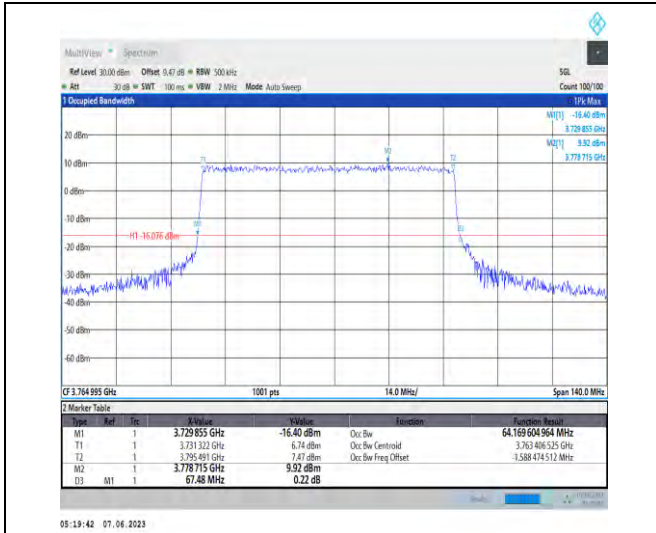 MultiView Spectrum
Ref Level 30.00 dBm Offset 9.47 dB RBW 500 kHz SGL
Att 30 dB SWT 100 ms VBW 2 MHz Mode Auto Sweep Count 100/100
1 Occupied Bandwidth 1Pk Max
M1[1] -16.40 dBm
3.729 855 GHz
M2[1] 9.92 dBm
3.778 715 GHz
20 dBm
M2
T1 T2
10 dBm
0 dBm
-10 dBm
M1
D3
H1 -16.076 dBm
-20 dBm
-30 dBm
-40 dBm
-50 dBm
-60 dBm
CF 3.764 995 GHz 1001 pts 14.0 MHz/ Span 140.0 MHz
2 Marker Table
Type Ref Trc X-Value Y-Value Function Function Result
M1 1 3.729 855 GHz -16.40 dBm Occ Bw 64.169 604 964 MHz
T1 1 3.731 322 GHz 6.74 dBm Occ Bw Centroid 3.763 406 525 GHz
T2 1 3.795 491 GHz 7.47 dBm Occ Bw Freq Offset -1.588 474 512 MHz
M2 1 3.778 715 GHz 9.92 dBm
D3 M1 1 67.48 MHz 0.22 dB
05:19:42 07.06.2023